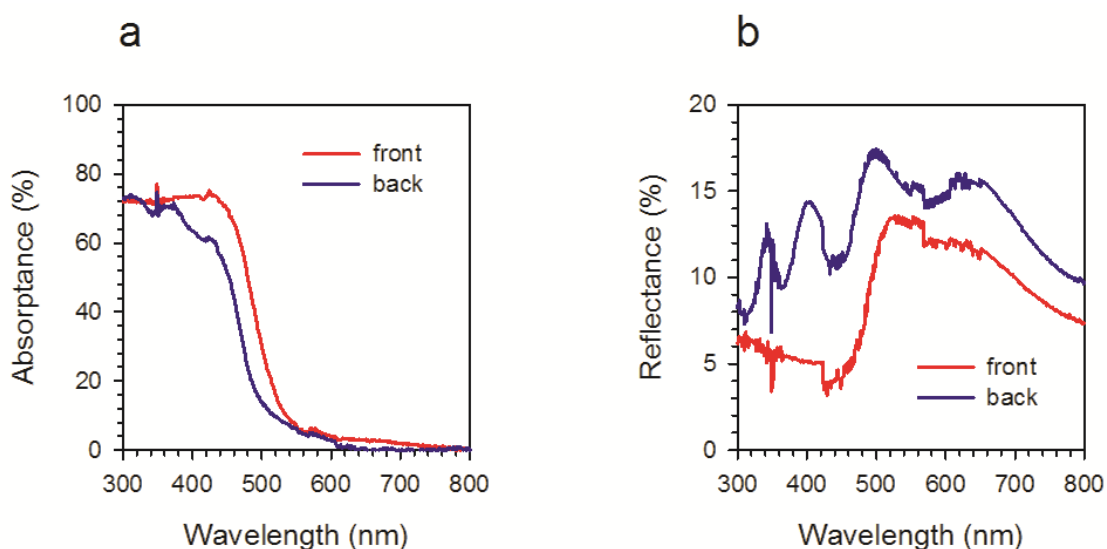 a
100
80
60
40
20
0
Absorptance (%)
front
back
300 400 500 600 700 800
Wavelength (nm)
b
20
15
10
5
0
Reflectance (%)
front
back
300 400 500 600 700 800
Wavelength (nm)